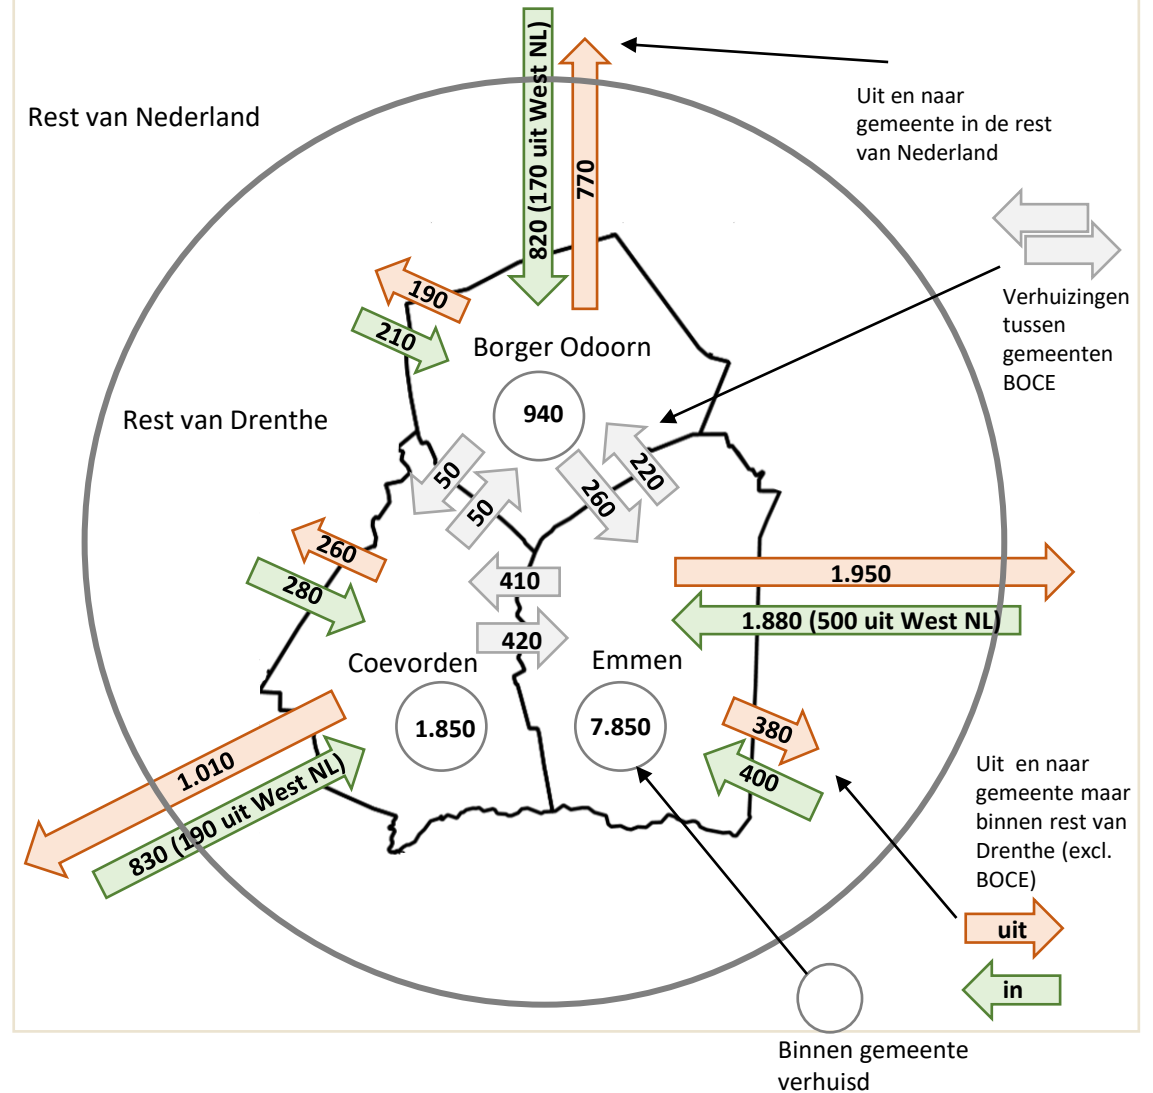 820 (170 uit West NL)
770
Rest van Nederland
Uit en naar
gemeente in de rest
van Nederland
190
210
Borger Odoorn
940
Verhuizingen
tussen
gemeenten
BOCE
Rest van Drenthe
50
50
260
220
260
280
410
420
1.950
1.880 (500 uit West NL)
Coevorden
1.850
Emmen
7.850
1.010
830 (190 uit West NL)
380
400
Uit en naar
gemeente maar
binnen rest van
Drenthe (excl.
BOCE)
uit
in
Binnen gemeente
verhuisd